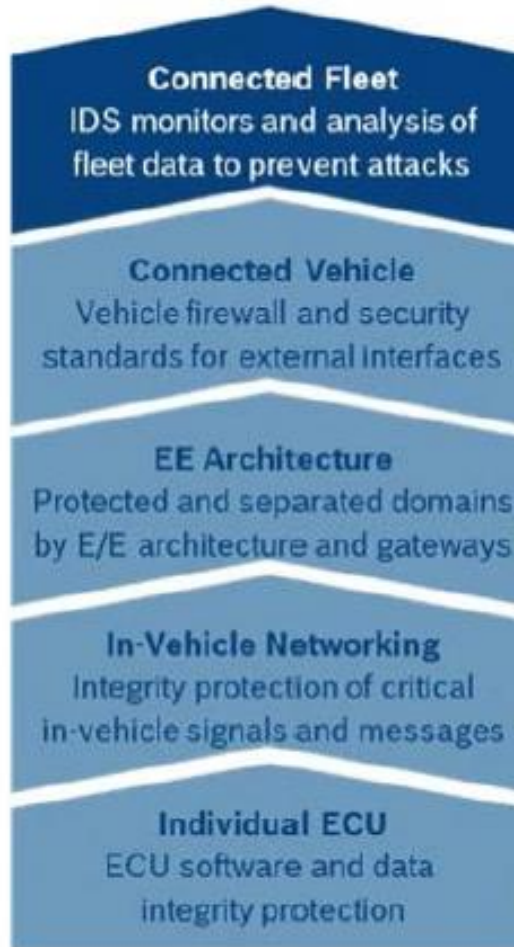 Connected Fleet
IDS monitors and analysis of
fleet data to prevent attacks
Connected Vehicle
Vehicle firewall and security
standards for external interfaces
EE Architecture
Protected and separated domains
by E/E architecture and gateways
In-Vehicle Networking
Integrity protection of critical
in-vehicle signals and messages
Individual ECU
ECU software and data
integrity protection